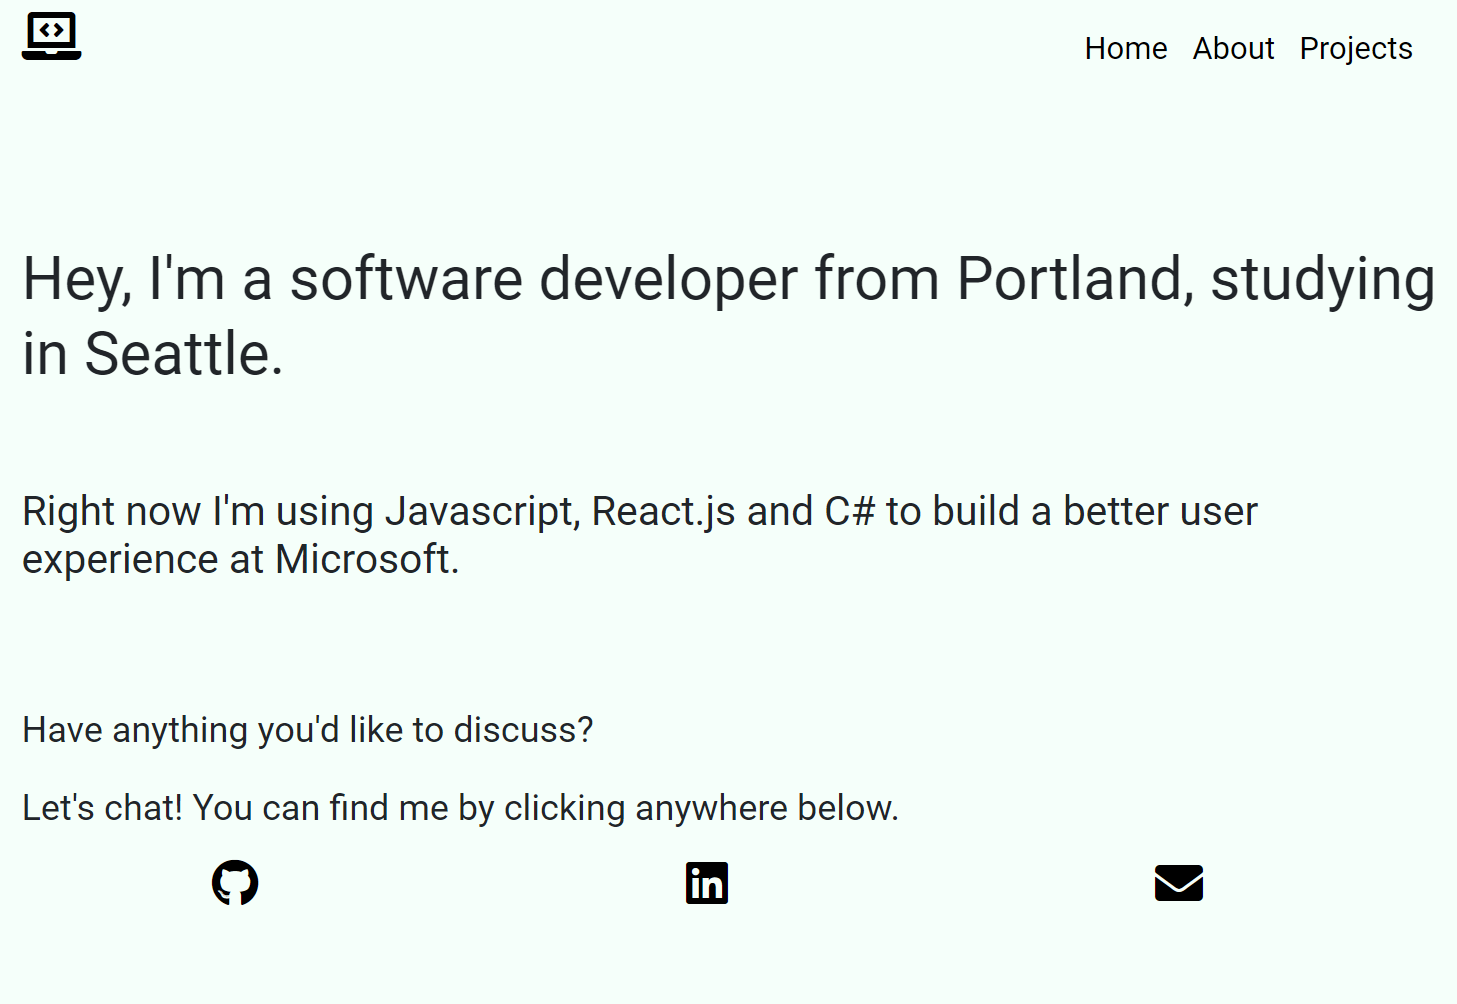 Home About Projects
Hey, I'm a software developer from Portland, studying
in Seattle.
Right now I'm using Javascript, React.js and C# to build a better user
experience at Microsoft.
Have anything you'd like to discuss?
Let's chat! You can find me by clicking anywhere below.
in